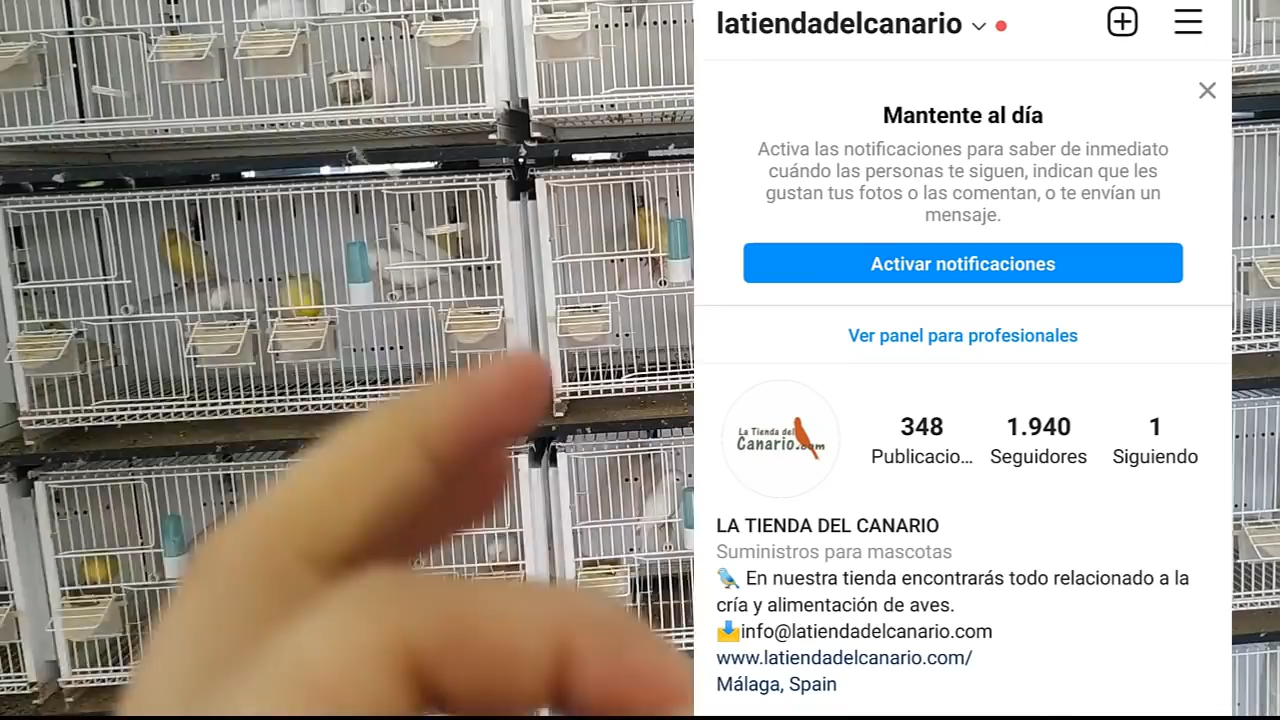 latiendadelcanario
Mantente al día
Activa las notificaciones para saber de inmediato
cuándo las personas te siguen, indican que les
gustan tus fotos o las comentan, o te envían un
mensaje.
Activar notificaciones
Ver panel para profesionales
La Tienda del
Canario.com
348
Publicacio...
1.940
Seguidores
1
Siguiendo
LA TIENDA DEL CANARIO
Suministros para mascotas
En nuestra tienda encontrarás todo relacionado a la
cría y alimentación de aves.
info@latiendadelcanario.com
www.latiendadelcanario.com/
Málaga, Spain